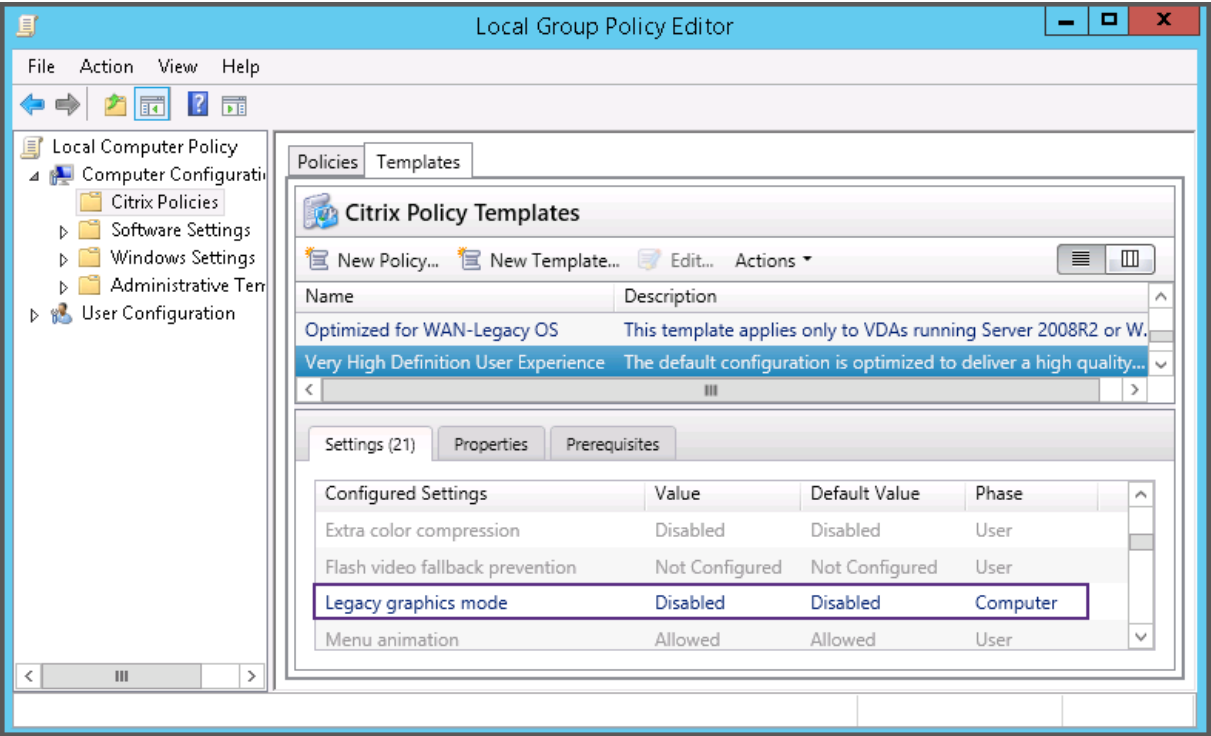 Local Group Policy Editor
File Action View Help
Local Computer Policy
Computer Configurati
Citrix Policies
Software Settings
Windows Settings
Administrative Tem
User Configuration
Policies Templates
Citrix Policy Templates
New Policy... New Template... Edit... Actions
Name Description
Optimized for WAN-Legacy OS This template applies only to VDAs running Server 2008R2 or W...
Very High Definition User Experience The default configuration is optimized to deliver a high quality...
Settings (21) Properties Prerequisites
Configured Settings Value Default Value Phase
Extra color compression Disabled Disabled User
Flash video fallback prevention Not Configured Not Configured User
Legacy graphics mode Disabled Disabled Computer
Menu animation Allowed Allowed User